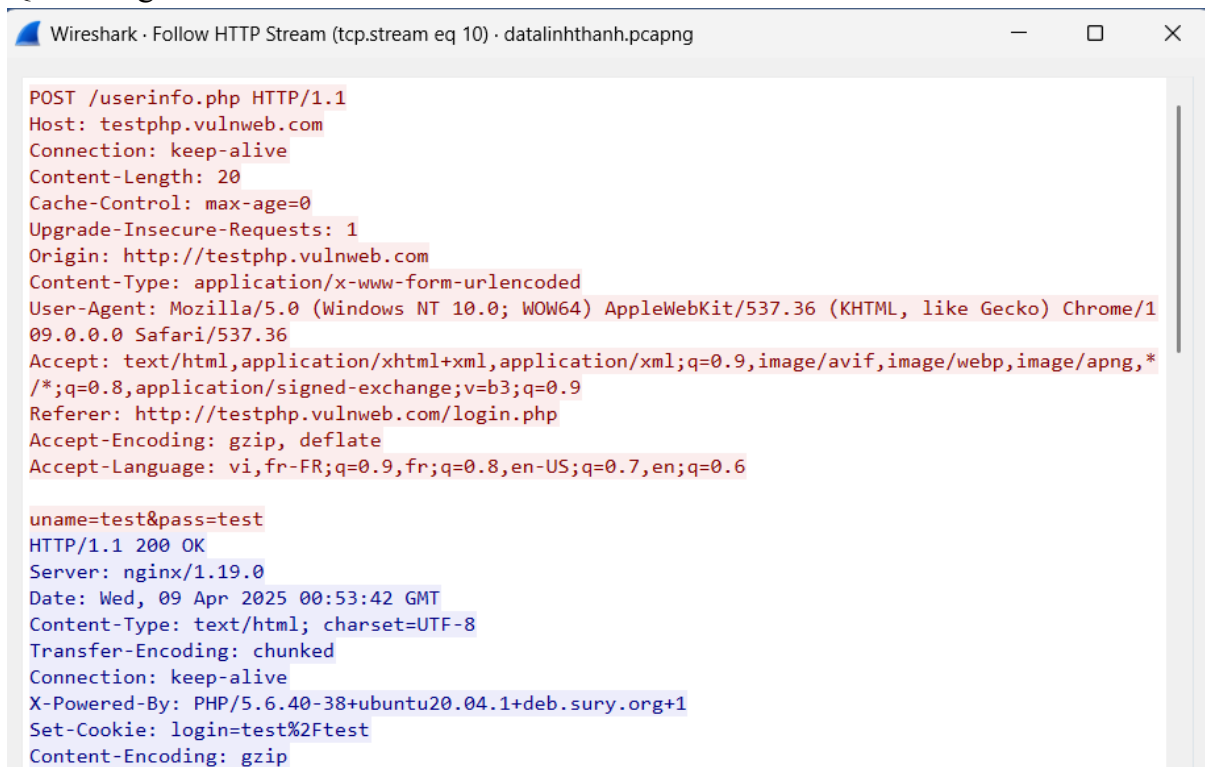 Wireshark · Follow HTTP Stream (tcp.stream eq 10) · datalinhthanh.pcapng
POST /userinfo.php HTTP/1.1
Host: testphp.vulnweb.com
Connection: keep-alive
Content-Length: 20
Cache-Control: max-age=0
Upgrade-Insecure-Requests: 1
Origin: http://testphp.vulnweb.com
Content-Type: application/x-www-form-urlencoded
User-Agent: Mozilla/5.0 (Windows NT 10.0; WOW64) AppleWebKit/537.36 (KHTML, like Gecko) Chrome/1
09.0.0.0 Safari/537.36
Accept: text/html,application/xhtml+xml,application/xml;q=0.9,image/avif,image/webp,image/apng,*
/*;q=0.8,application/signed-exchange;v=b3;q=0.9
Referer: http://testphp.vulnweb.com/login.php
Accept-Encoding: gzip, deflate
Accept-Language: vi,fr-FR;q=0.9,fr;q=0.8,en-US;q=0.7,en;q=0.6
uname=test&pass=test
HTTP/1.1 200 OK
Server: nginx/1.19.0
Date: Wed, 09 Apr 2025 00:53:42 GMT
Content-Type: text/html; charset=UTF-8
Transfer-Encoding: chunked
Connection: keep-alive
X-Powered-By: PHP/5.6.40-38+ubuntu20.04.1+deb.sury.org+1
Set-Cookie: login=test%2Ftest
Content-Encoding: gzip